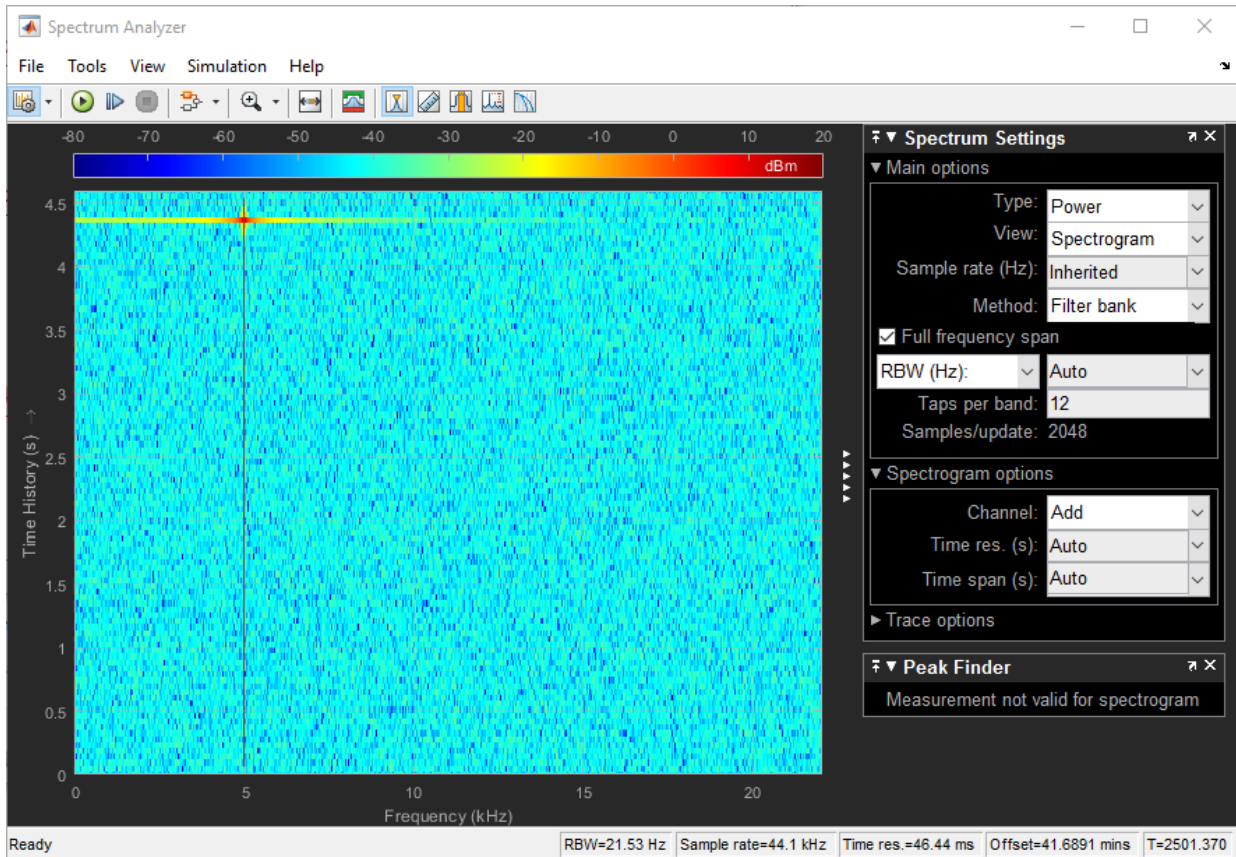 Spectrum Analyzer
File Tools View Simulation Help
-80 -70 -60 -50 -40 -30 -20 -10 0 10 20
dBm
4.5
4
3.5
3
2.5
2
1.5
1
0.5
0
Time History (s) →
0 5 10 15 20
Frequency (kHz)
Spectrum Settings
Main options
Type: Power
View: Spectrogram
Sample rate (Hz): Inherited
Method: Filter bank
Full frequency span
RBW (Hz): Auto
Taps per band: 12
Samples/update: 2048
Spectrogram options
Channel: Add
Time res. (s): Auto
Time span (s): Auto
Trace options
Peak Finder
Measurement not valid for spectrogram
Ready RBW=21.53 Hz Sample rate=44.1 kHz Time res.=46.44 ms Offset=41.6891 mins T=2501.370